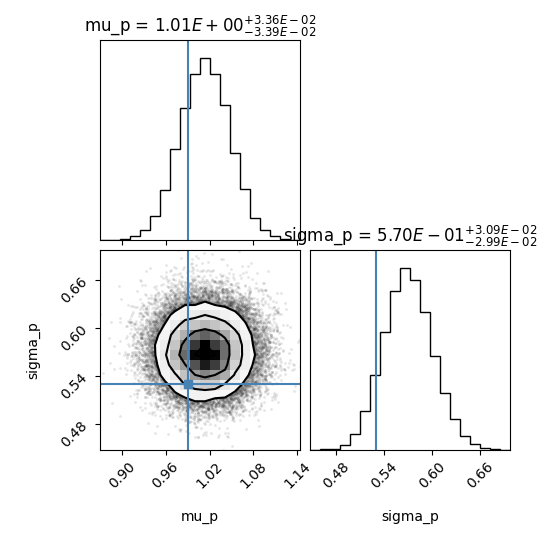 mu_p = 1.01E + 00 +3.36E − 02 −3.39E − 02
sigma_p = 5.70E − 01 +3.09E − 02 −2.99E − 02
sigma_p
0.66
0.60
0.54
0.48
0.90 0.96 1.02 1.08 1.14
0.48 0.54 0.60 0.66
mu_p
sigma_p